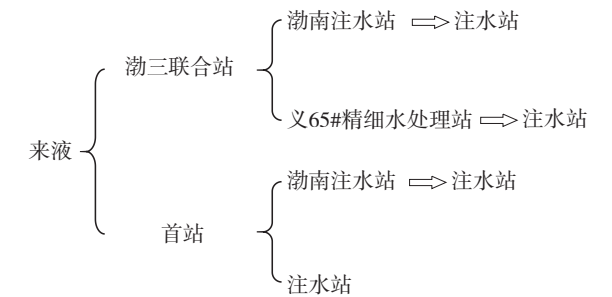 渤南注水站 ⇒ 注水站
渤三联合站
义65#精细水处理站 ⇒ 注水站
来液
渤南注水站 ⇒ 注水站
首站
注水站